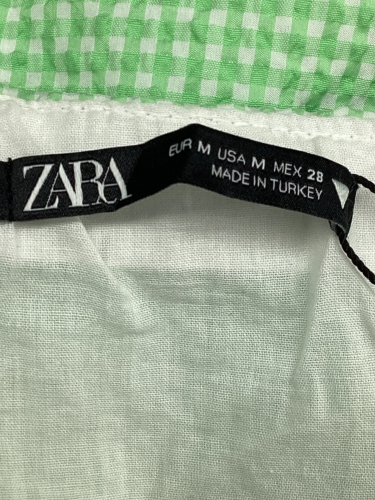 ZARA
EUR M USA M MEX 28
MADE IN TURKEY